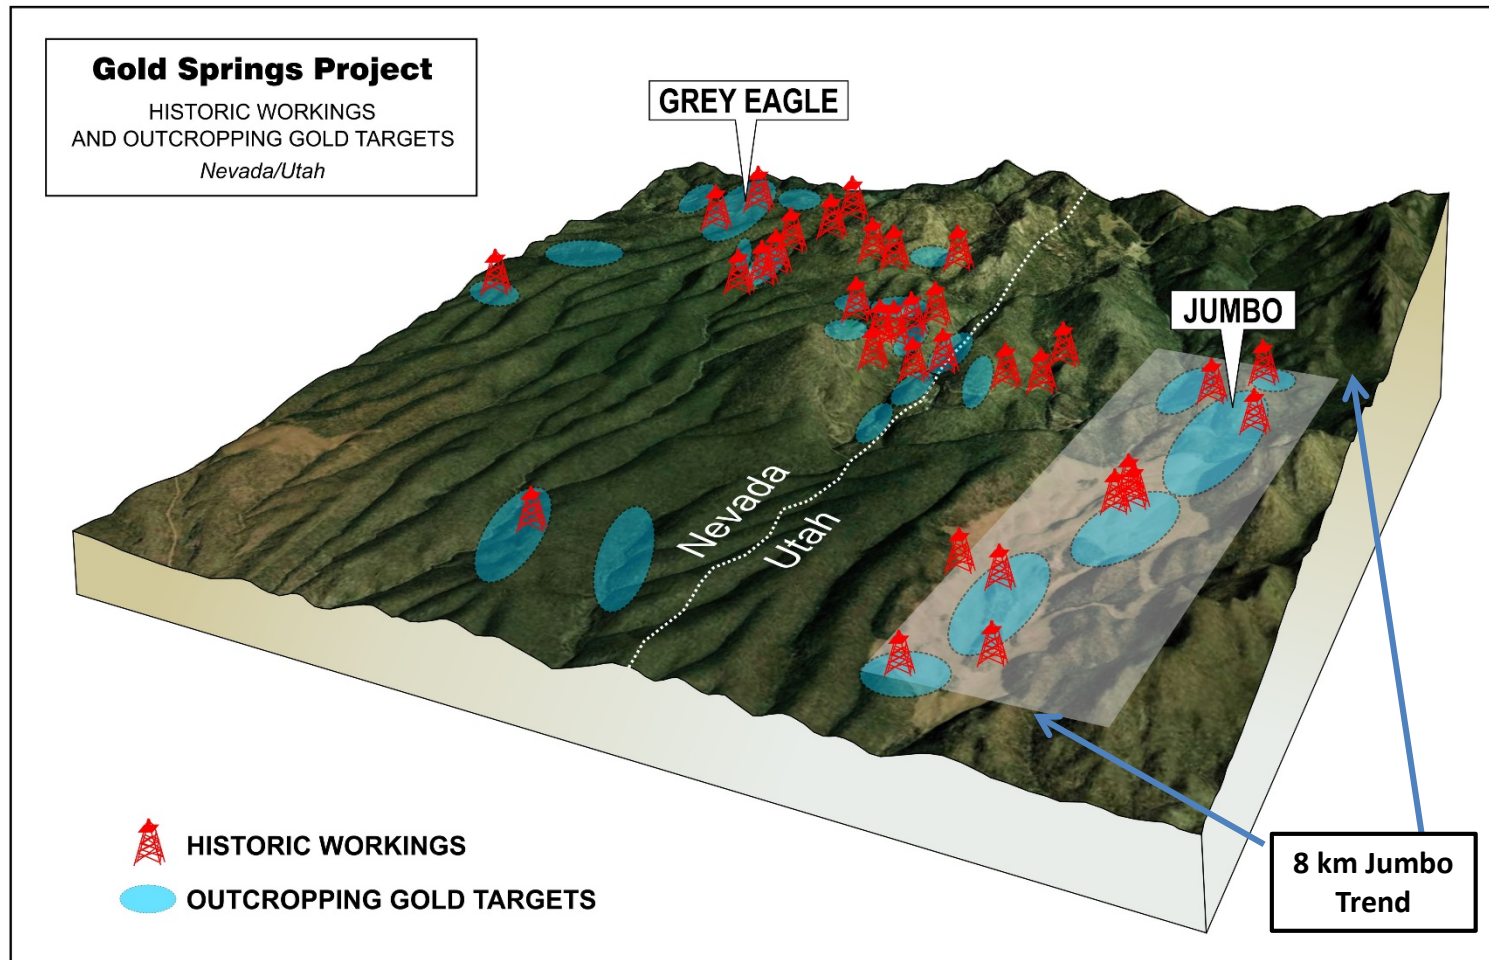 Gold Springs Project
HISTORIC WORKINGS
AND OUTCROPPING GOLD TARGETS
Nevada/Utah
GREY EAGLE
JUMBO
Nevada
Utah
HISTORIC WORKINGS
OUTCROPPING GOLD TARGETS
8 km Jumbo
Trend